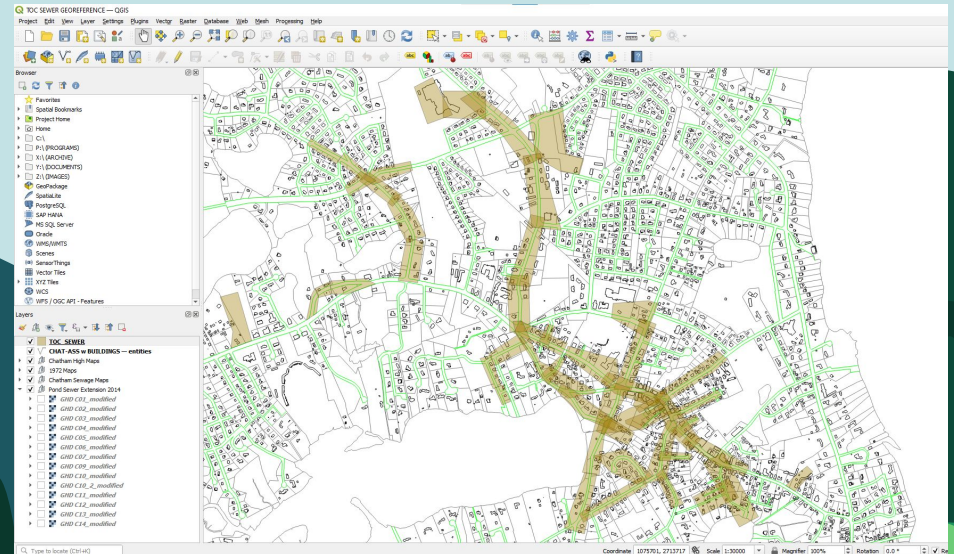 TOC SEWER GEOREFERENCE — QGIS
Project Edit View Layer Settings Plugins Vector Raster Database Web Mesh Processing Help
Browser
Favorites
Spatial Bookmarks
Project Home
Home
C:\
P:\ (PROGRAMS)
X:\ (ARCHIVE)
Y:\ (DOCUMENTS)
Z:\ (IMAGES)
GeoPackage
SpatiaLite
PostgreSQL
SAP HANA
MS SQL Server
Oracle
WMS/WMTS
Scenes
SensorThings
Vector Tiles
XYZ Tiles
WCS
WFS / OGC API - Features
Layers
TOC SEWER
CHAT-ASS w BUILDINGS — entities
Chatham High Maps
1972 Maps
Chatham Sewage Maps
Pond Sewer Extension 2014
GHD C01_modified
GHD C02_modified
GHD C03_modified
GHD C04_modified
GHD C05_modified
GHD C06_modified
GHD C07_modified
GHD C09_modified
GHD C10_modified
GHD C10_2_modified
GHD C11_modified
GHD C12_modified
GHD C13_modified
GHD C14_modified
Type to locate (Ctrl+K)
Coordinate 1075701, 2713717 Scale 1:30000 Magnifier 100% Rotation 0.0 °